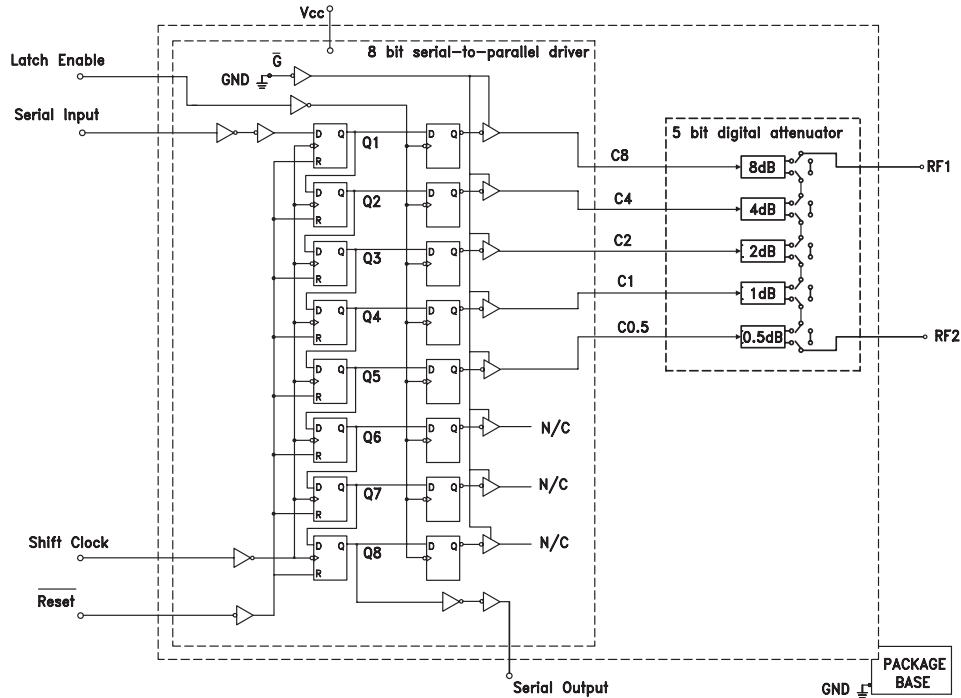 Vcc
8 bit serial-to-parallel driver
G
GND
Latch Enable
Serial Input
D Q
R
Q1
D Q
C8
5 bit digital attenuator
8dB
RF1
D Q
R
Q2
D Q
C4
4dB
D Q
R
Q3
D Q
C2
2dB
D Q
R
Q4
D Q
C1
1dB
D Q
R
Q5
D Q
C0.5
0.5dB
RF2
D Q
R
Q6
D Q
N/C
D Q
R
Q7
D Q
N/C
D Q
R
Q8
D Q
N/C
Shift Clock
Reset
Serial Output
GND
PACKAGE
BASE